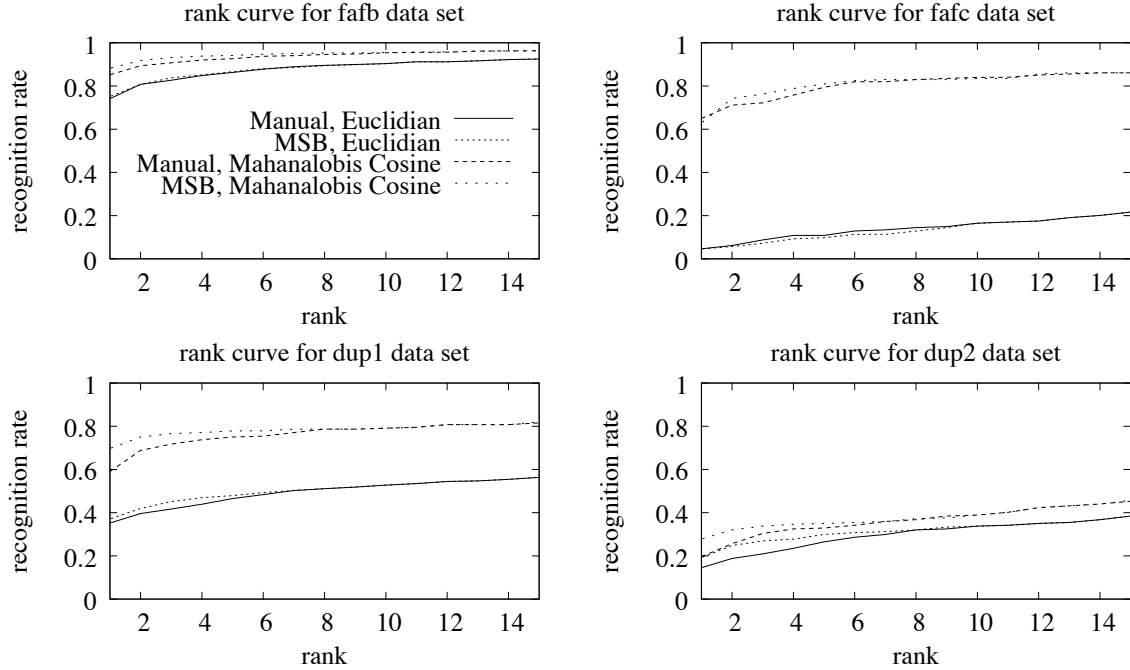 rank curve for fafb data set
1
0.8
0.6
0.4
0.2
0
recognition rate
Manual, Euclidian
MSB, Euclidian
Manual, Mahanalobis Cosine
MSB, Mahanalobis Cosine
2 4 6 8 10 12 14
rank
rank curve for fafc data set
1
0.8
0.6
0.4
0.2
0
recognition rate
2 4 6 8 10 12 14
rank
rank curve for dup1 data set
1
0.8
0.6
0.4
0.2
0
recognition rate
2 4 6 8 10 12 14
rank
rank curve for dup2 data set
1
0.8
0.6
0.4
0.2
0
recognition rate
2 4 6 8 10 12 14
rank